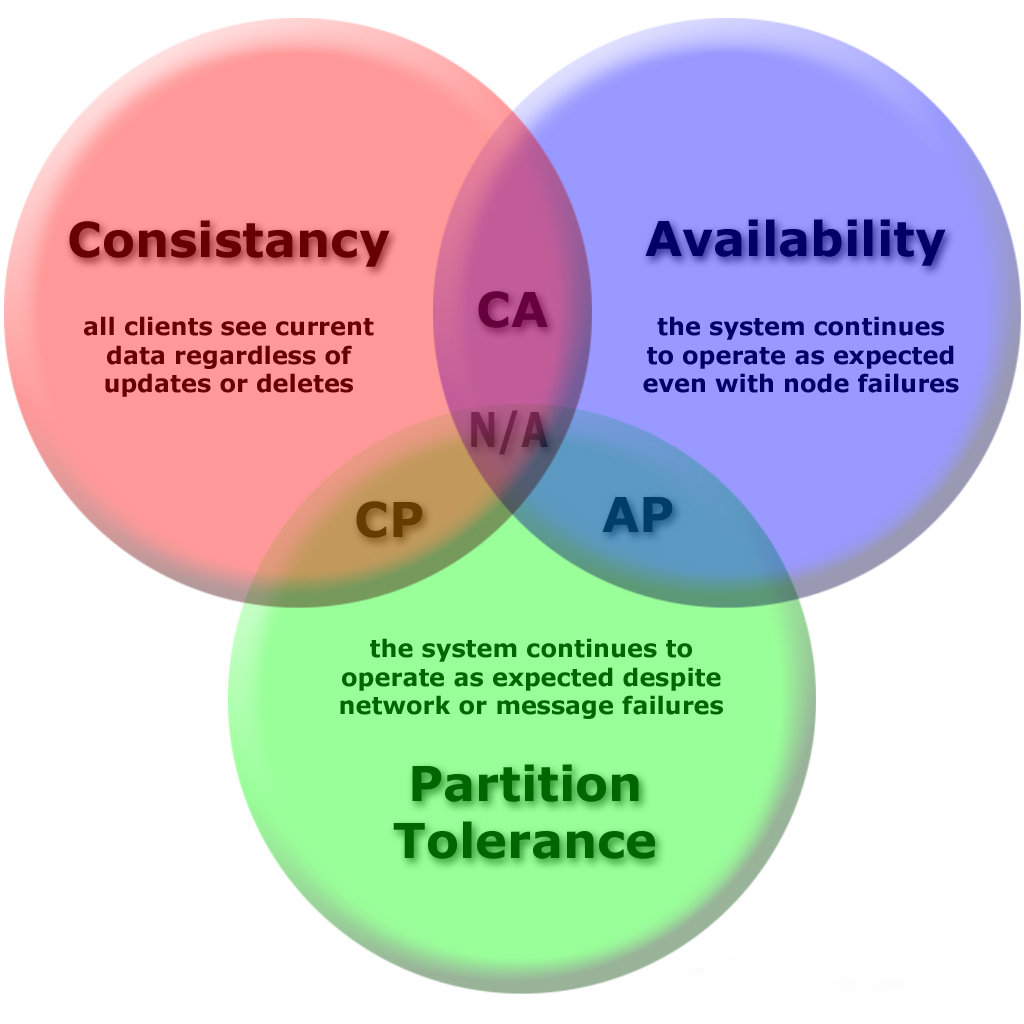 Consistancy
all clients see current
data regardless of
updates or deletes
Availability
the system continues
to operate as expected
even with node failures
CA
N/A
CP
AP
the system continues to
operate as expected despite
network or message failures
Partition
Tolerance